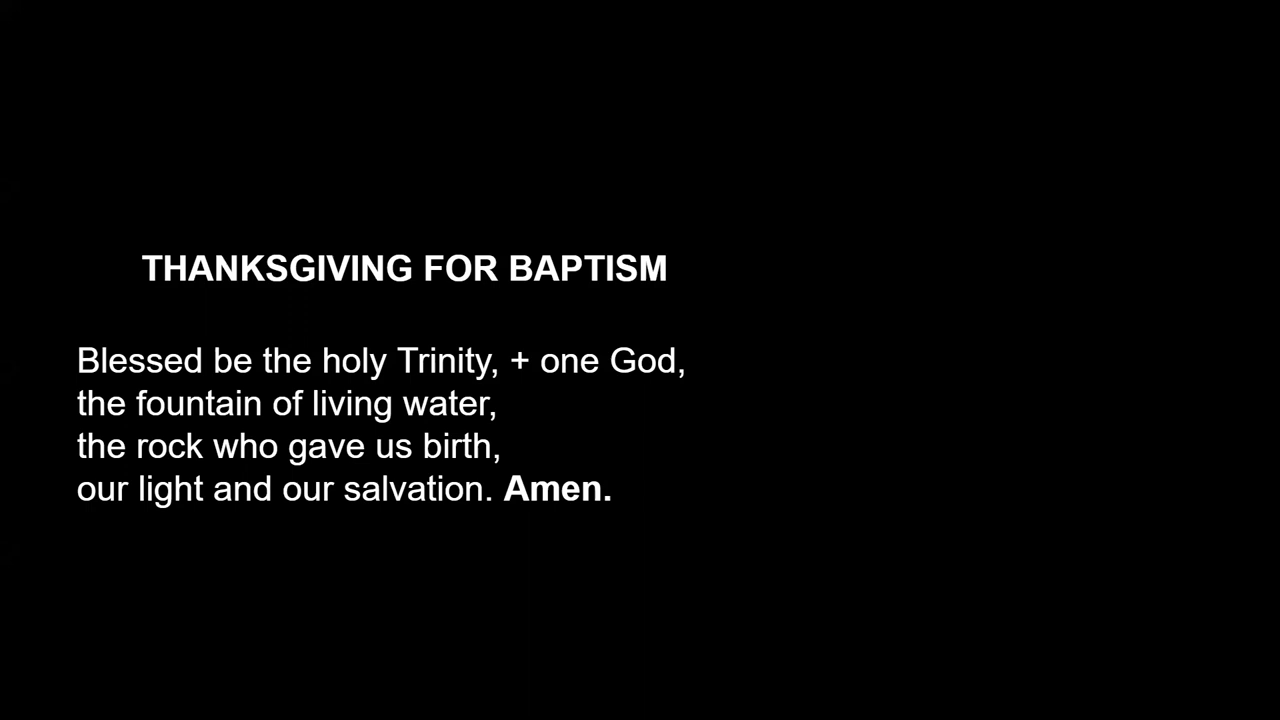 THANKSGIVING FOR BAPTISM
Blessed be the holy Trinity, + one God,
the fountain of living water,
the rock who gave us birth,
our light and our salvation. Amen.